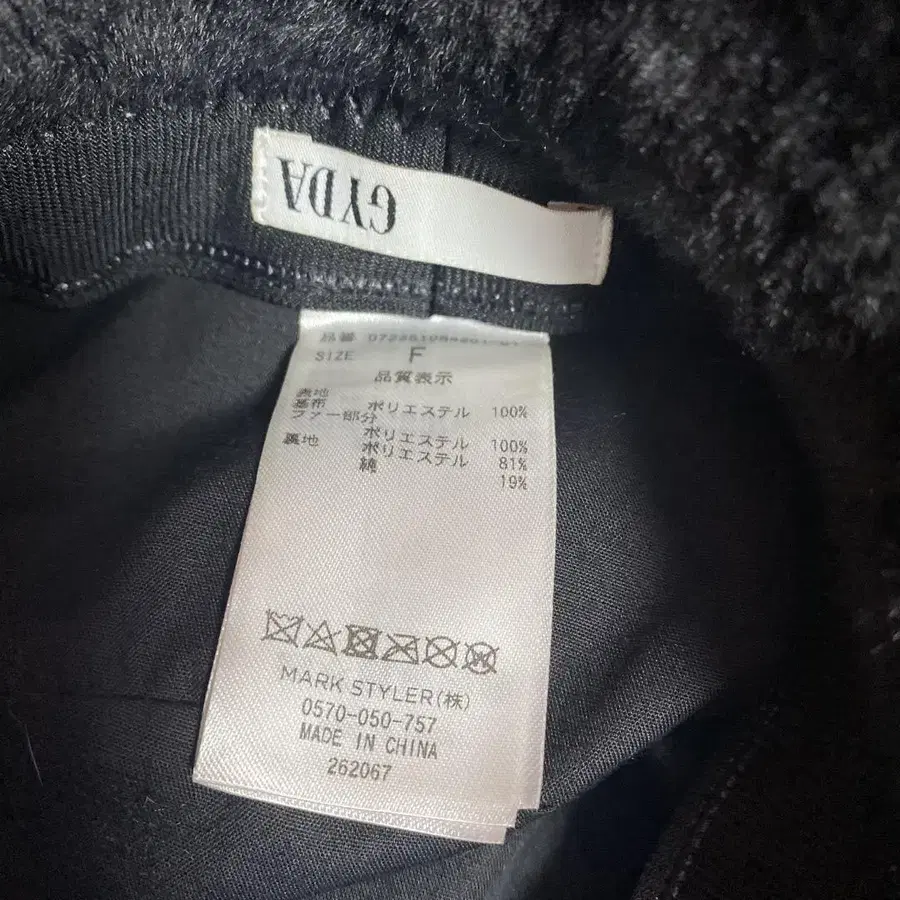 GYDA
品番
SIZE F
品質表示
表地
基布 ポリエステル 100%
ファー部分
ポリエステル 100%
裏地 ポリエステル 81%
綿 19%
MARK STYLER(株)
0570-050-757
MADE IN CHINA
262067